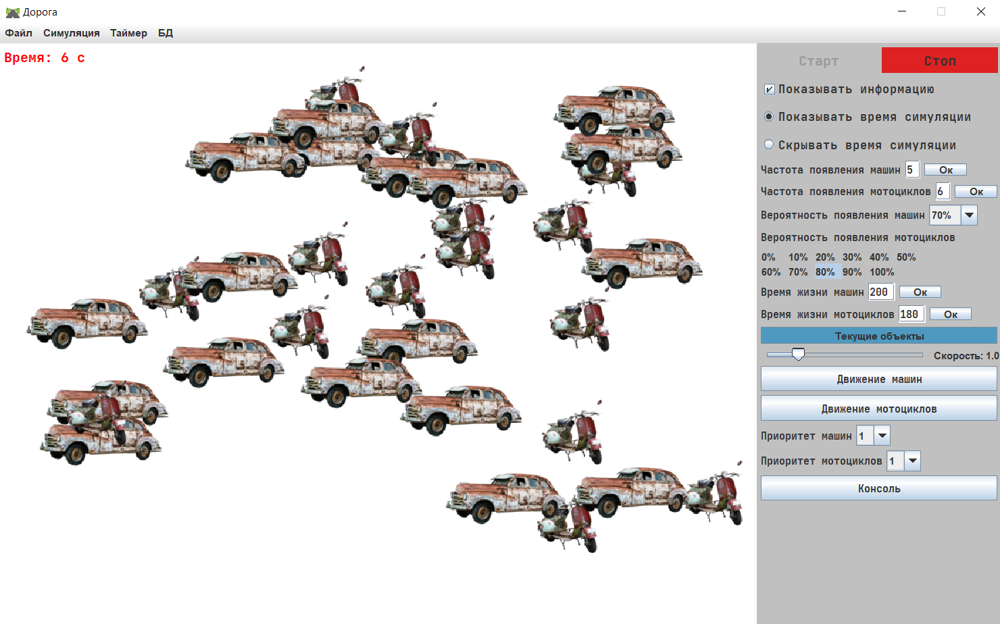 Дорога
Файл Симуляция Таймер БД
Время: 6 с
Старт Стоп
Показывать информацию
Показывать время симуляции
Скрывать время симуляции
Частота появления машин 5 Ок
Частота появления мотоциклов 6 Ок
Вероятность появления машин 70%
Вероятность появления мотоциклов
0% 10% 20% 30% 40% 50%
60% 70% 80% 90% 100%
Время жизни машин 200 Ок
Время жизни мотоциклов 180 Ок
Текущие объекты
Скорость: 1.0
Движение машин
Движение мотоциклов
Приоритет машин 1
Приоритет мотоциклов 1
Консоль